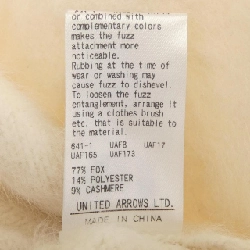 or combined with
complementary colors
makes the fuzz
attachment more
noticeable.
Rubbing at the time of
wear or washing may
cause fuzz to dishevel.
To loosen the fuzz
entanglement, arrange it
using a clothes brush
etc. that is suitable to
the material.
641-1 UAFB UAF17
UAF165 UAF173
77% FOX
14% POLYESTER
9% CASHMERE
UNITED ARROWS LTD.
MADE IN CHINA